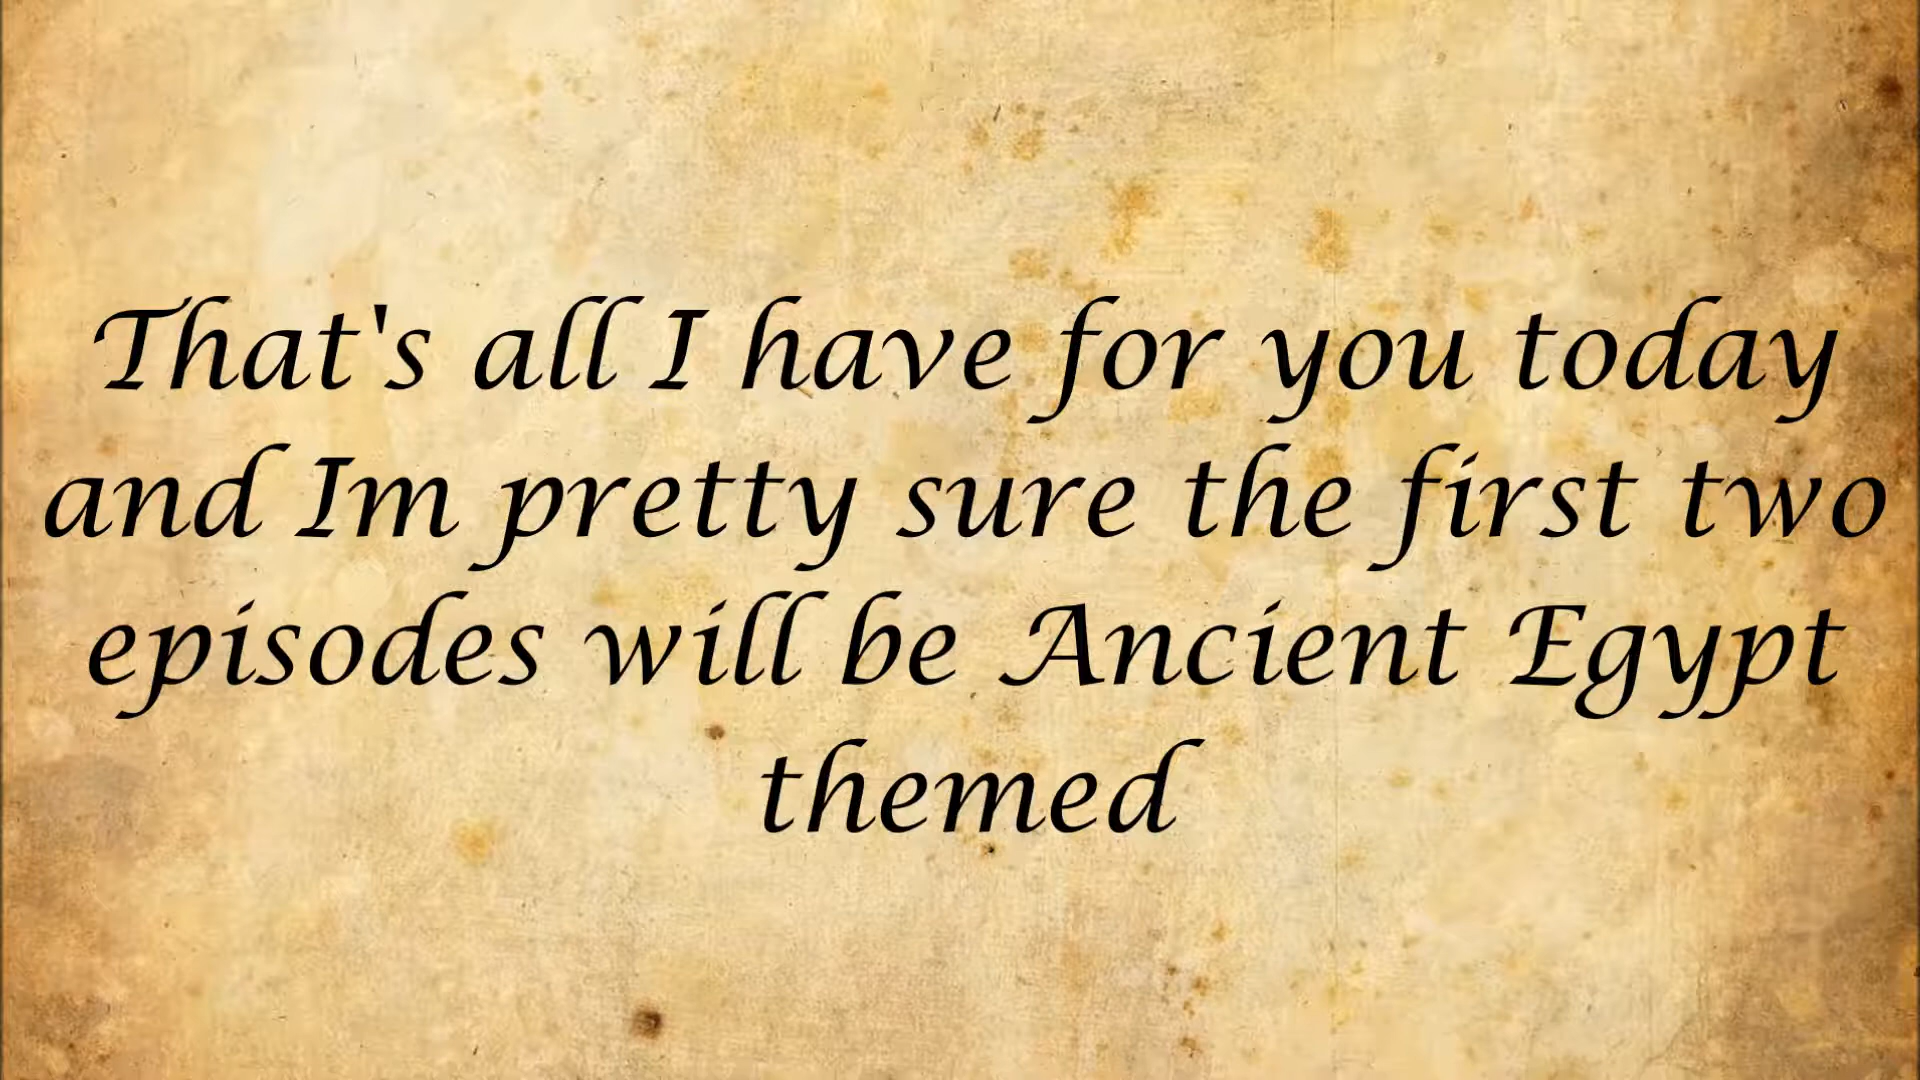 That's all I have for you today
and Im pretty sure the first two
episodes will be Ancient Egypt
themed